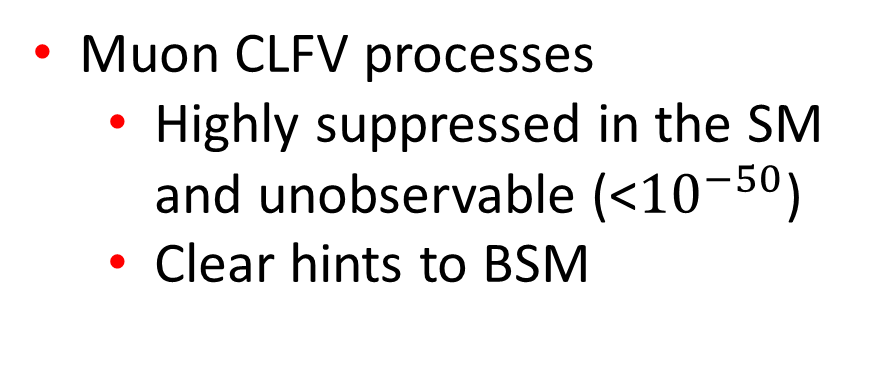 • Muon CLFV processes
• Highly suppressed in the SM
and unobservable (<10⁻⁵⁰)
• Clear hints to BSM